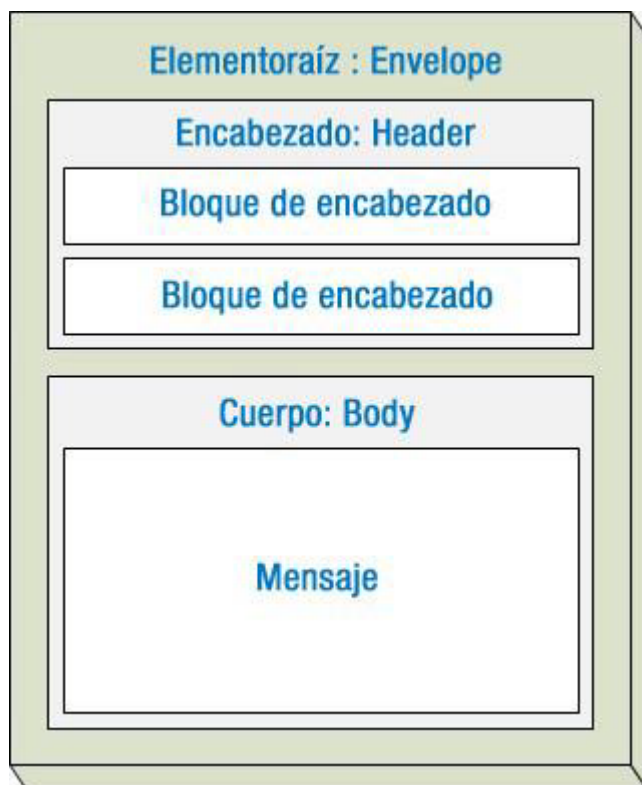 Elementoraíz : Envelope
Encabezado: Header
Bloque de encabezado
Bloque de encabezado
Cuerpo: Body
Mensaje